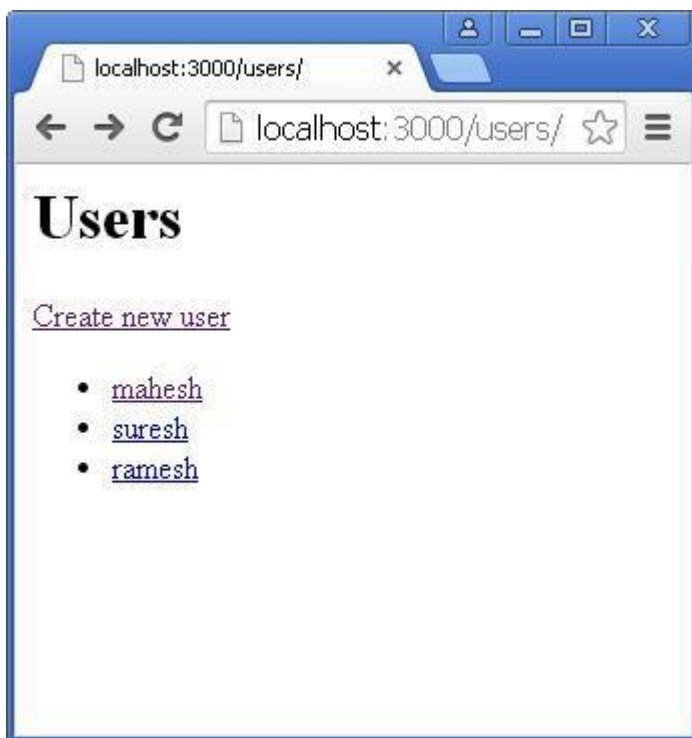 localhost:3000/users/
localhost:3000/users/
Users
Create new user
mahesh
suresh
ramesh